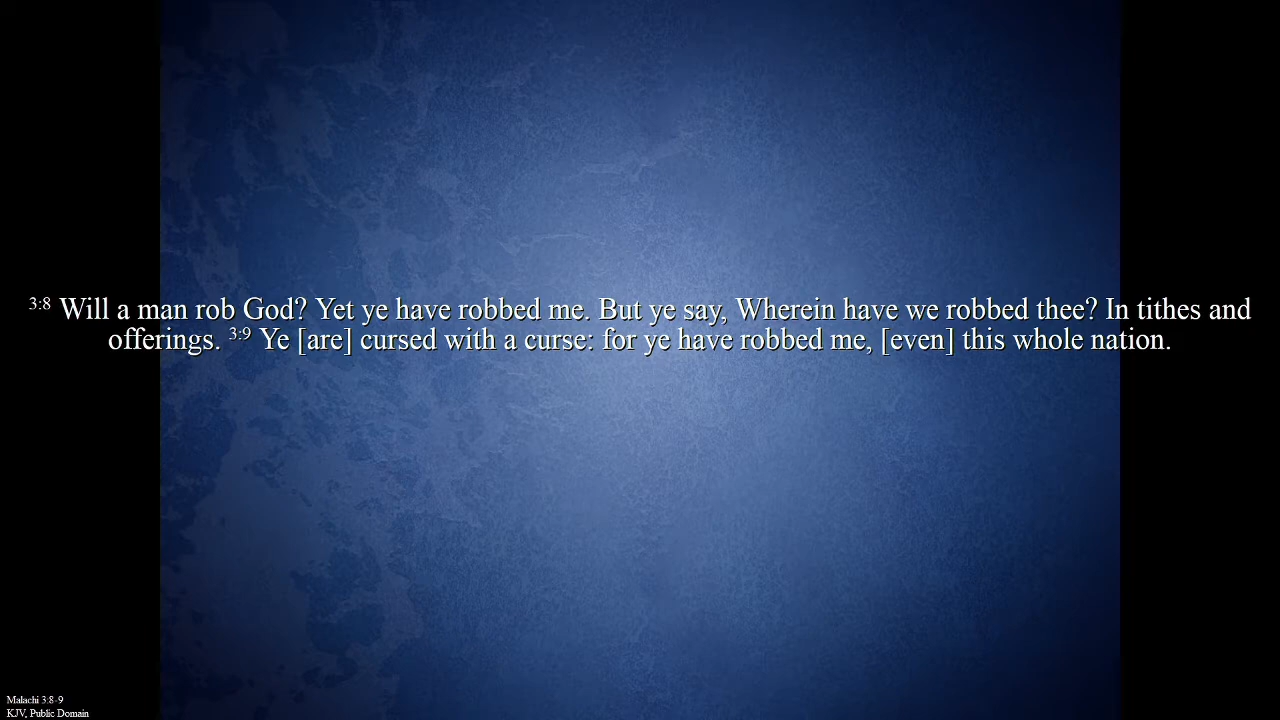 3:8 Will a man rob God? Yet ye have robbed me. But ye say, Wherein have we robbed thee? In tithes and
offerings. 3:9 Ye [are] cursed with a curse: for ye have robbed me, [even] this whole nation.
Malachi 3:8-9
KJV, Public Domain